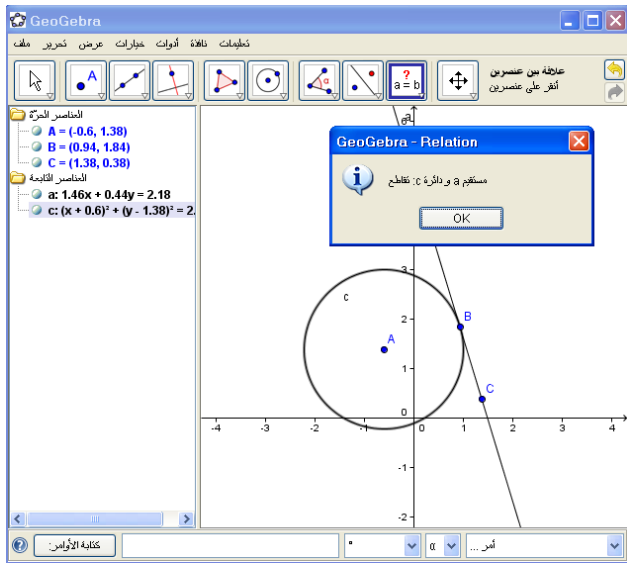 GeoGebra
ملف تحرير عرض خيارات أدوات نافذة تعليمات
A
α
?
a = b
علاقة بين عنصرين
أنقر على عنصرين
العناصر الحرّة
A = (-0.6, 1.38)
B = (0.94, 1.84)
C = (1.38, 0.38)
العناصر التابعة
a: 1.46x + 0.44y = 2.18
c: (x + 0.6)² + (y - 1.38)² = 2.
6
a
GeoGebra - Relation
مستقيم a و دائرة c: تقاطع
OK
3
c
B
2
A
1
C
0
-4 -3 -2 -1 0 1 2 3 4
-1
-2
كتابة الأوامر:
°
α
أمر ...